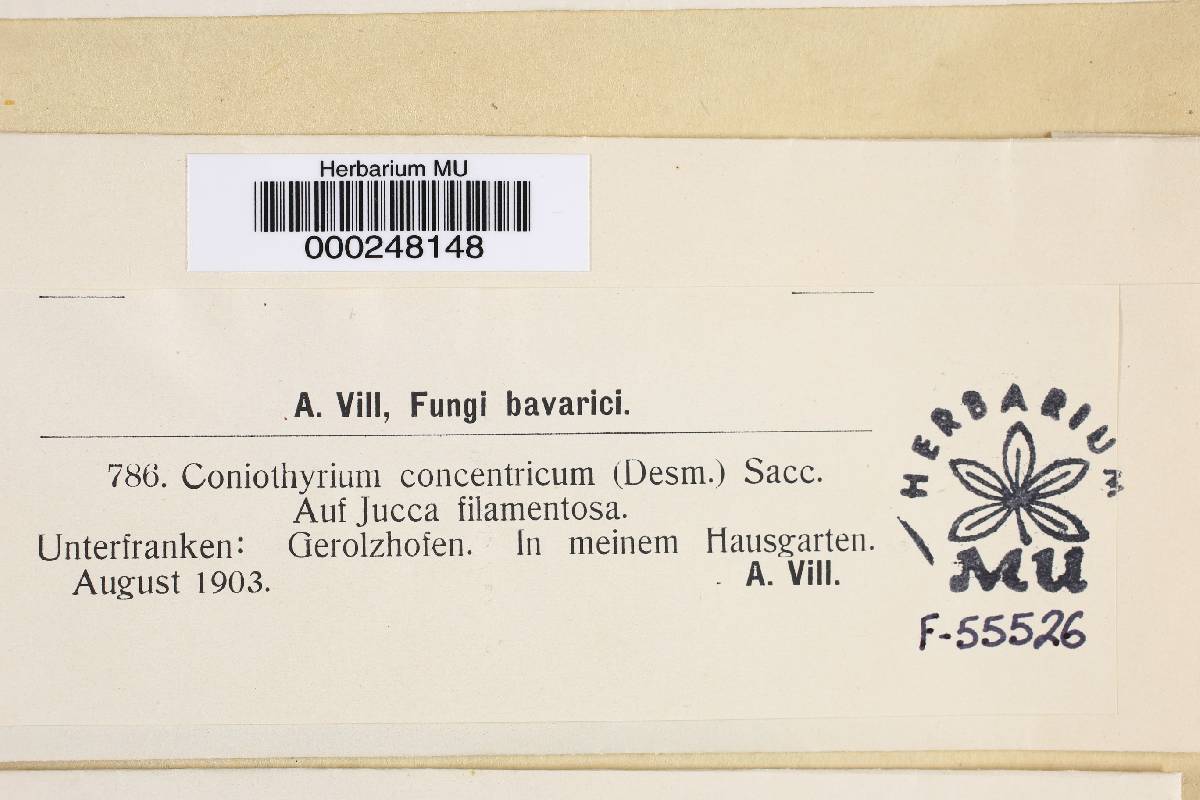 Herbarium MU
000248148
A. Vill, Fungi bavarici.
786. Coniothyrium concentricum (Desm.) Sacc.
Auf Jucca filamentosa.
Unterfranken: Gerolzhofen. In meinem Hausgarten.
August 1903. A. Vill.
HERBARIUM
MU
F-55526